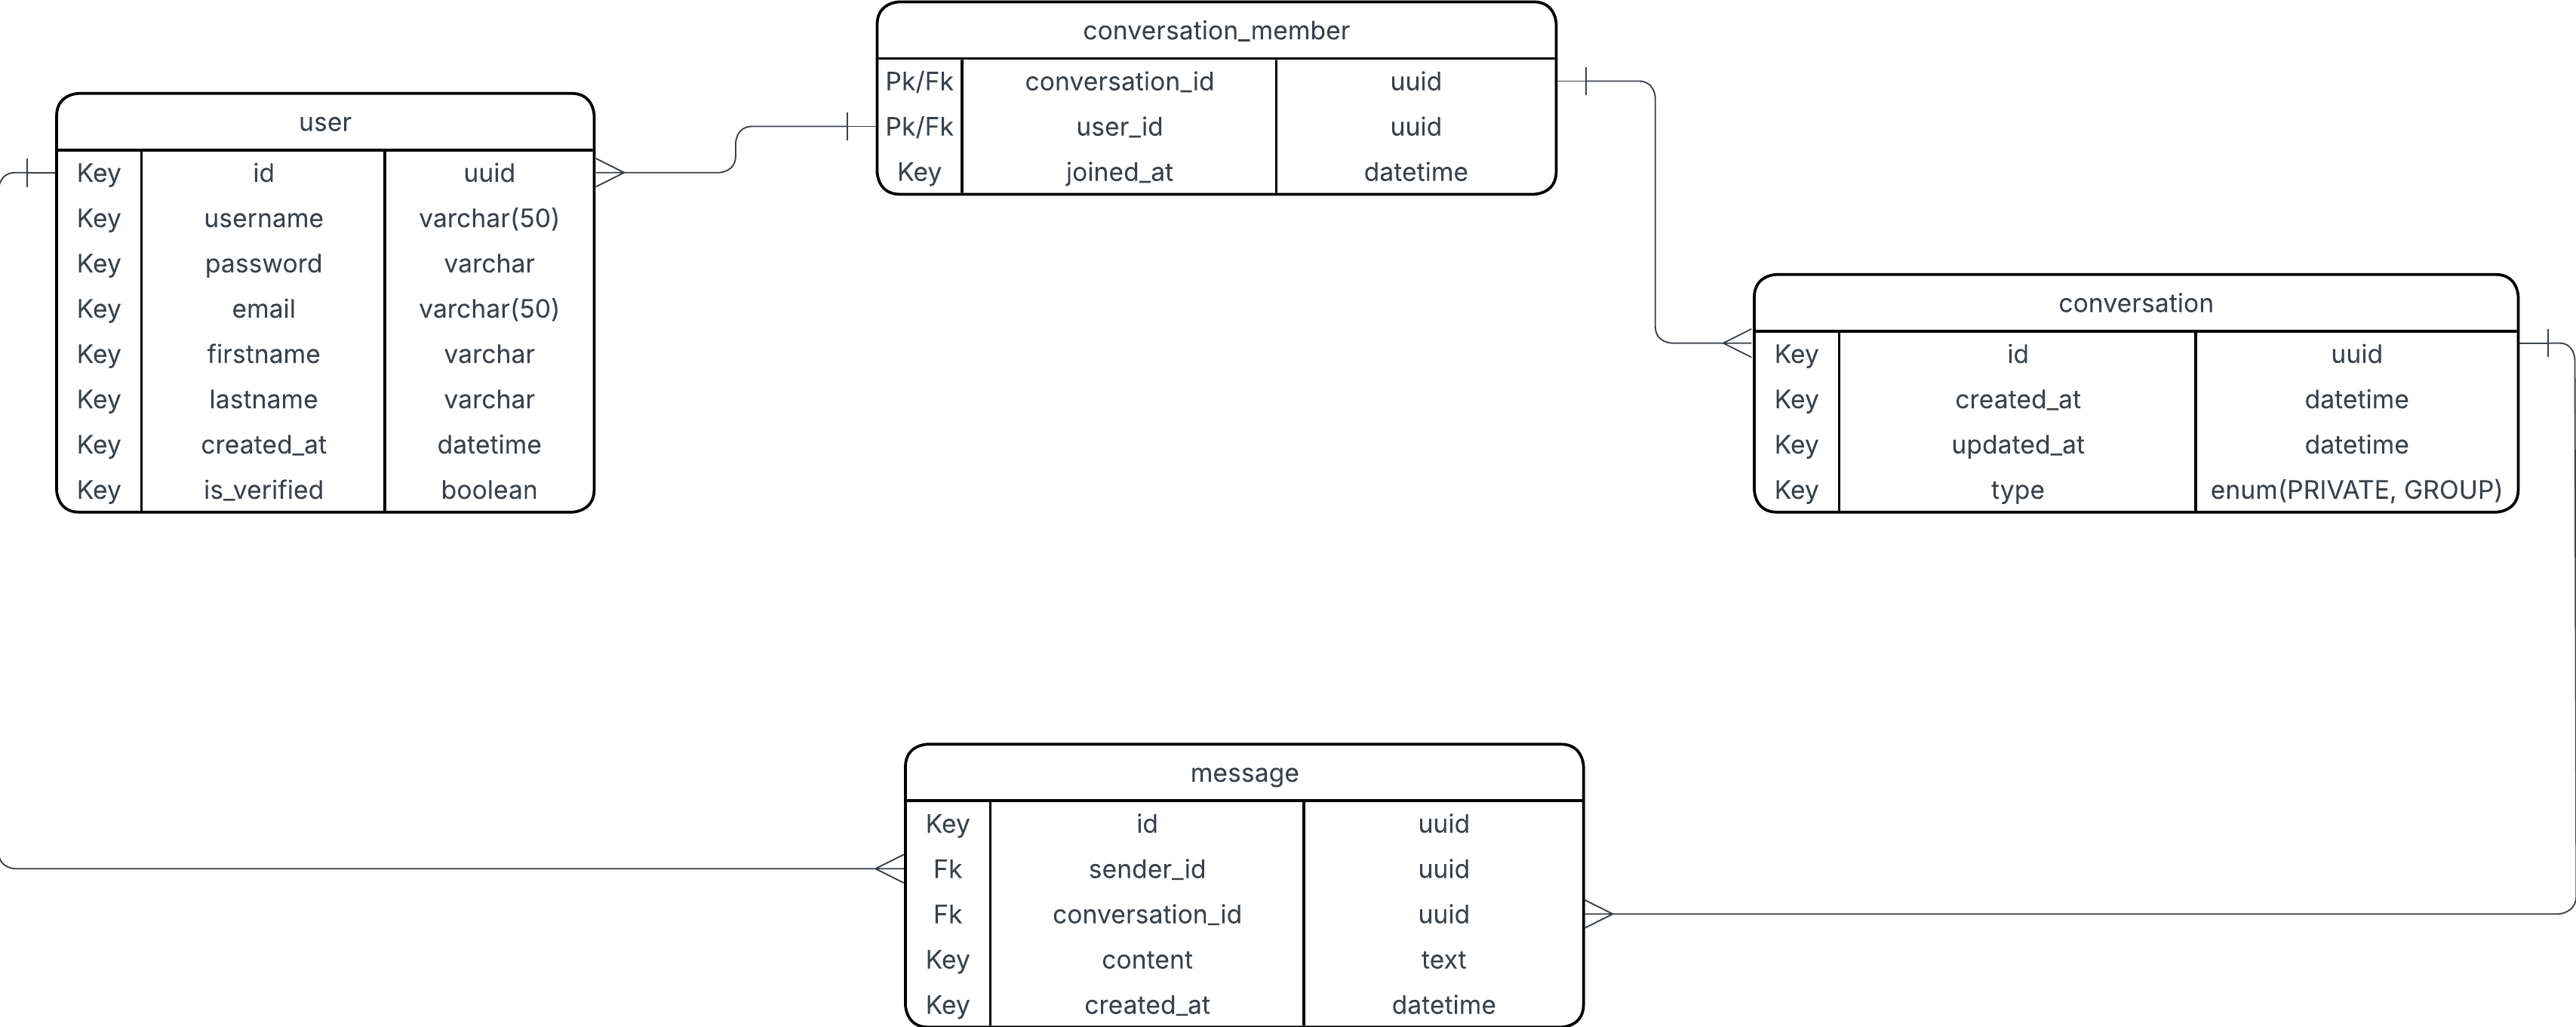 conversation_member
Pk/Fk conversation_id uuid
Pk/Fk user_id uuid
Key joined_at datetime
user
Key id uuid
Key username varchar(50)
Key password varchar
Key email varchar(50)
Key firstname varchar
Key lastname varchar
Key created_at datetime
Key is_verified boolean
conversation
Key id uuid
Key created_at datetime
Key updated_at datetime
Key type enum(PRIVATE, GROUP)
message
Key id uuid
Fk sender_id uuid
Fk conversation_id uuid
Key content text
Key created_at datetime